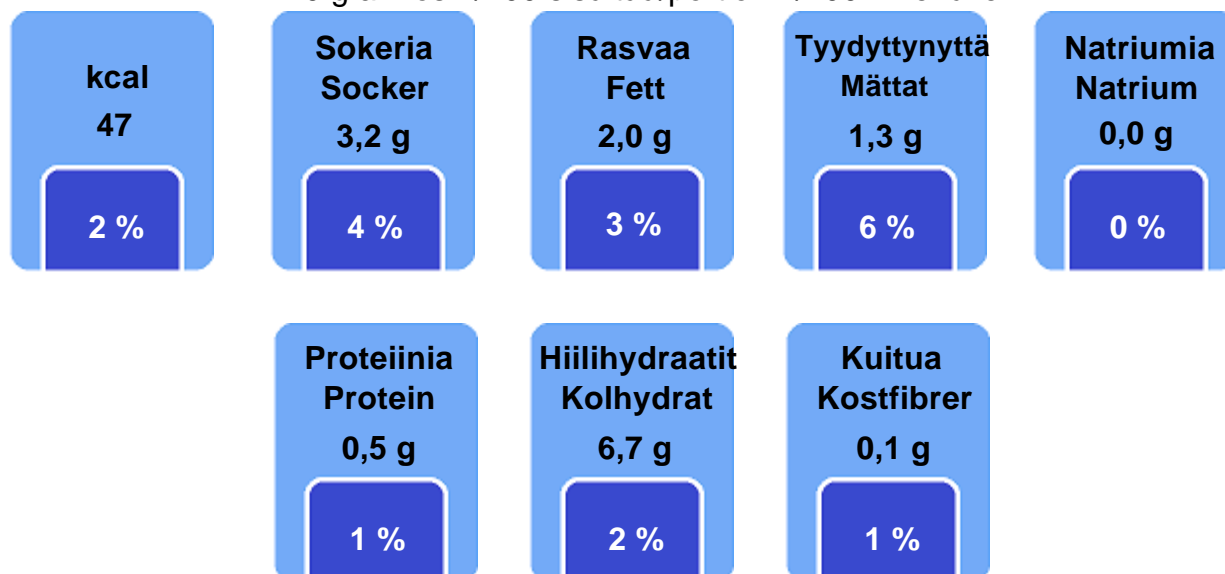 kcal
47
2 %
Sokeria
Socker
3,2 g
4 %
Rasvaa
Fett
2,0 g
3 %
Tyydyttynyttä
Mättat
1,3 g
6 %
Natriumia
Natrium
0,0 g
0 %
Proteiinia
Protein
0,5 g
1 %
Hiilihydraatit
Kolhydrat
6,7 g
2 %
Kuitua
Kostfibrer
0,1 g
1 %